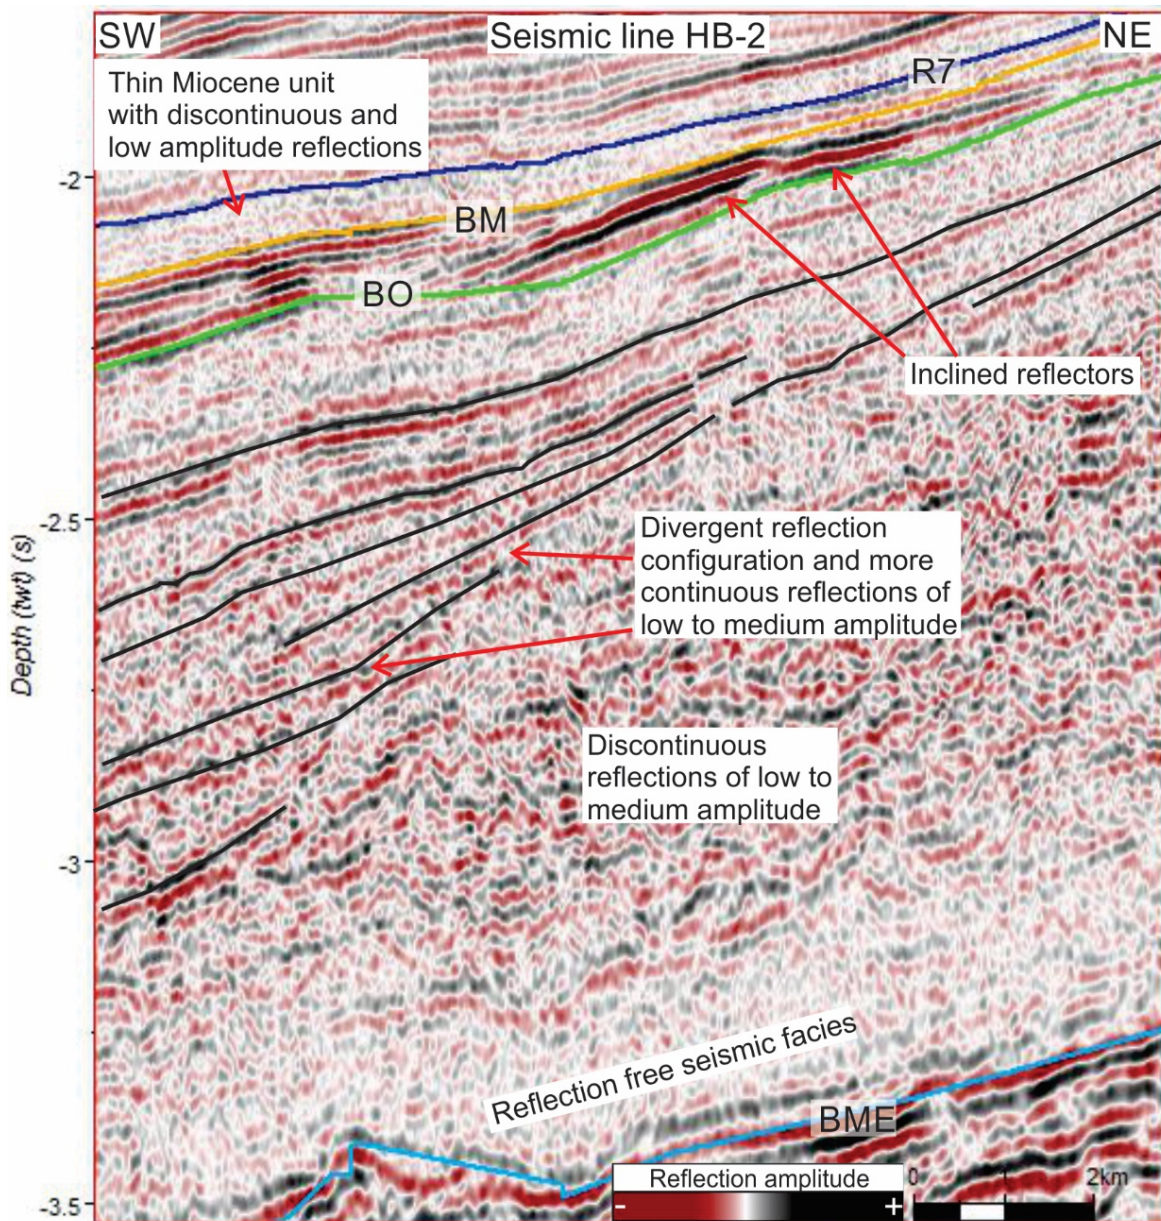 SW
Seismic line HB-2
NE
Thin Miocene unit
with discontinuous and
low amplitude reflections
R7
-2
BM
BO
Inclined reflectors
-2.5
Divergent reflection
configuration and more
continuous reflections of
low to medium amplitude
Depth (twt) (s)
Discontinuous
reflections of low to
medium amplitude
-3
Reflection free seismic facies
BME
Reflection amplitude
- +
0 2km
-3.5